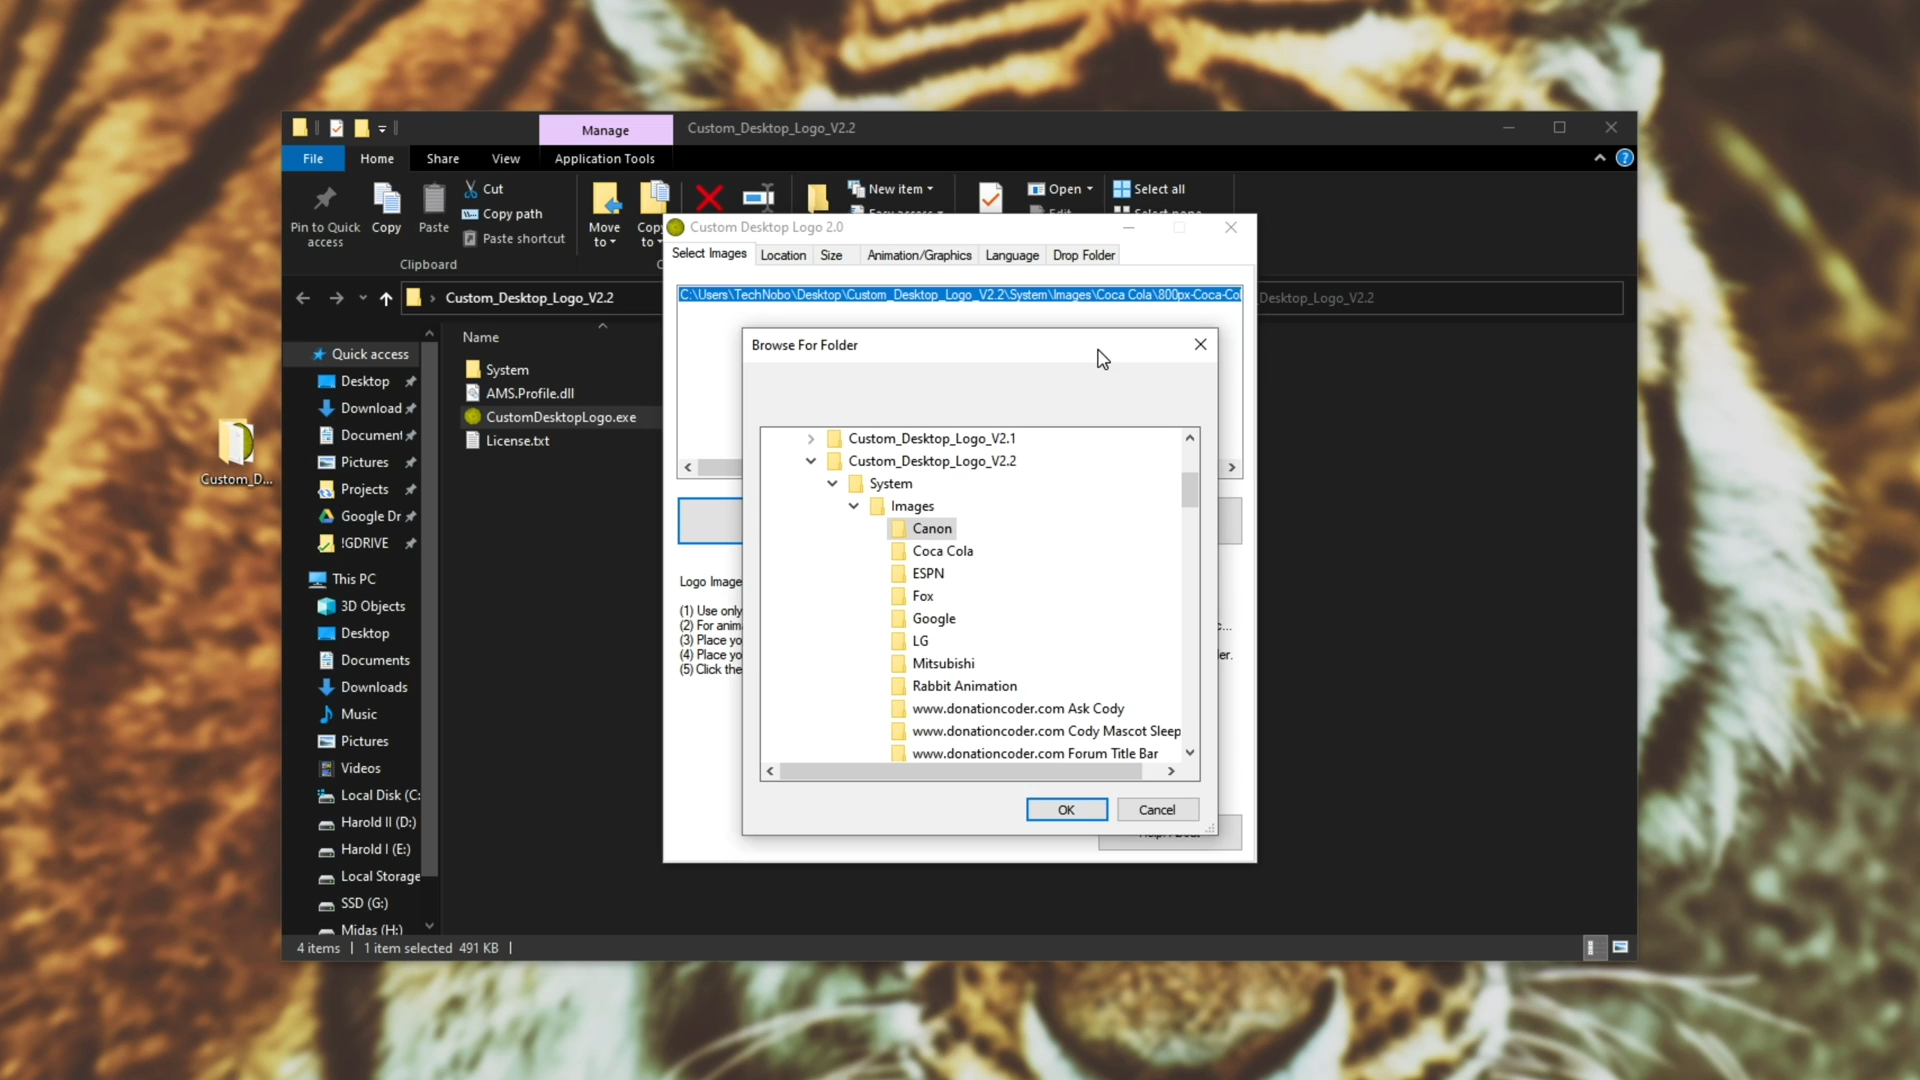 Manage
Custom_Desktop_Logo_V2.2
File
Home
Share
View
Application Tools
Pin to Quick access
Copy
Paste
Cut
Copy path
Paste shortcut
Clipboard
Move to
New item
Open
Select all
Custom_Desktop_Logo_V2.2
Desktop_Logo_V2.2
Quick access
Desktop
Download
Document
Pictures
Projects
Google Dr
!GDRIVE
This PC
3D Objects
Desktop
Documents
Downloads
Music
Pictures
Videos
Local Disk (C:
Harold II (D:)
Harold I (E:)
Local Storage
SSD (G:)
Midas (H:)
Name
System
AMS.Profile.dll
CustomDesktopLogo.exe
License.txt
4 items
1 item selected 491 KB
Custom_D...
Custom Desktop Logo 2.0
Select Images
Location
Size
Animation/Graphics
Language
Drop Folder
C:\Users\TechNobo\Desktop\Custom_Desktop_Logo_V2.2\System\Images\Coca Cola\800px-Coca-Col
Logo Image
(1) Use only
(2) For anim
(3) Place yo
(4) Place yo
(5) Click the
Browse For Folder
Custom_Desktop_Logo_V2.1
Custom_Desktop_Logo_V2.2
System
Images
Canon
Coca Cola
ESPN
Fox
Google
LG
Mitsubishi
Rabbit Animation
www.donationcoder.com Ask Cody
www.donationcoder.com Cody Mascot Sleep
www.donationcoder.com Forum Title Bar
OK
Cancel